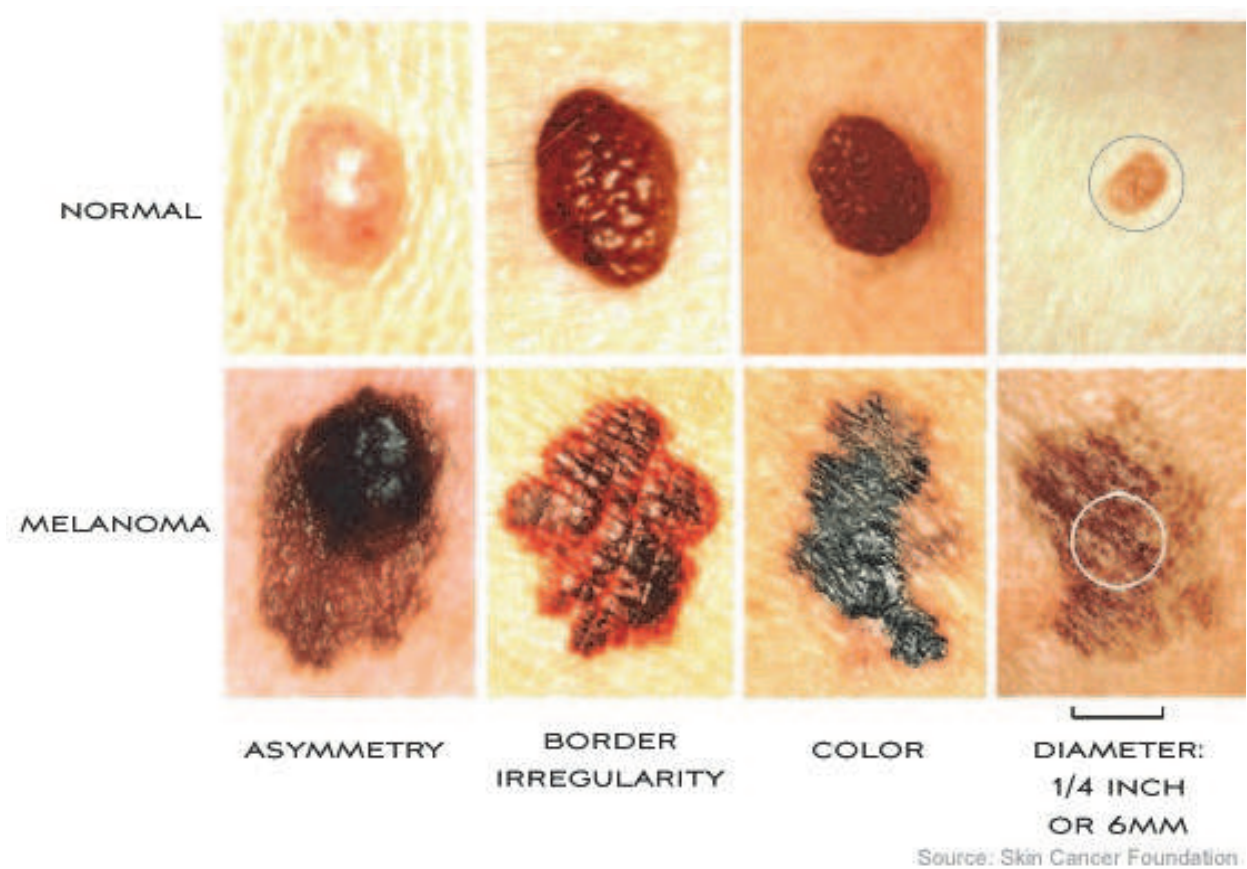 NORMAL
MELANOMA
ASYMMETRY
BORDER
IRREGULARITY
COLOR
DIAMETER:
1/4 INCH
OR 6MM
Source: Skin Cancer Foundation